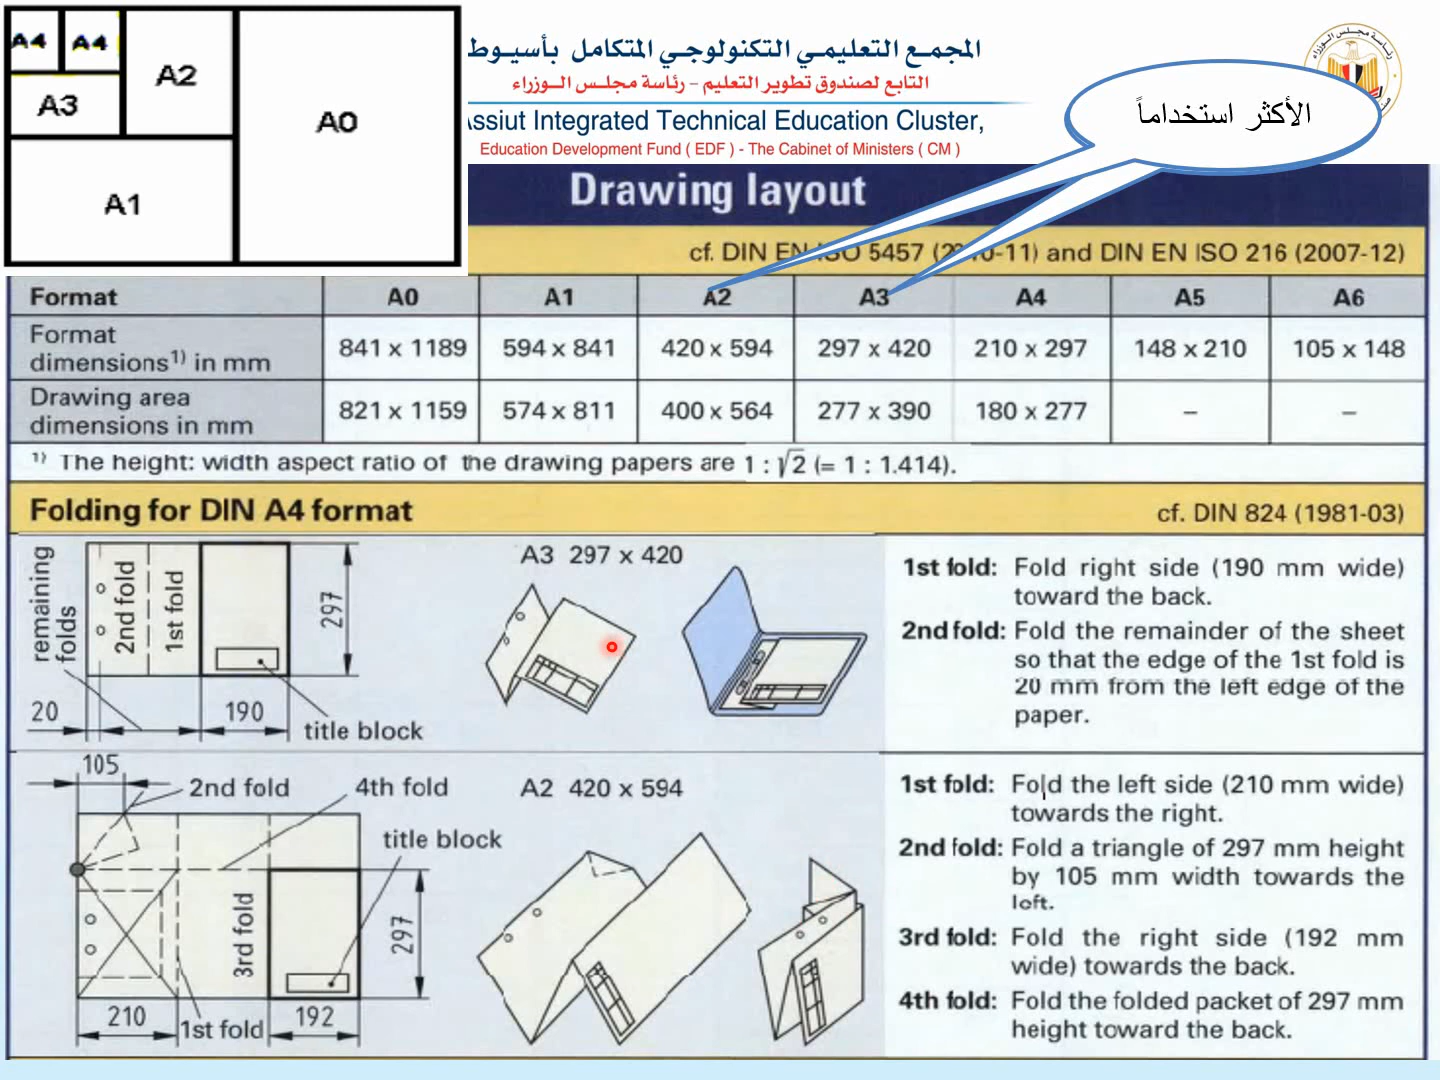 A4 A4
A2
A3
A0
A1
المجمع التعليمي التكنولوجي المتكامل بأسيوط
التابع لصندوق تطوير التعليم – رئاسة مجلس الوزراء
Assiut Integrated Technical Education Cluster,
Education Development Fund ( EDF ) - The Cabinet of Ministers ( CM )
الأكثر استخداماً
Drawing layout
cf. DIN EN ISO 5457 (2010-11) and DIN EN ISO 216 (2007-12)
Format A0 A1 A2 A3 A4 A5 A6
Format
dimensions¹⁾ in mm 841 x 1189 594 x 841 420 x 594 297 x 420 210 x 297 148 x 210 105 x 148
Drawing area
dimensions in mm 821 x 1159 574 x 811 400 x 564 277 x 390 180 x 277 – –
¹⁾ The height: width aspect ratio of the drawing papers are 1 : √2 (= 1 : 1.414).
Folding for DIN A4 format cf. DIN 824 (1981-03)
remaining
folds
2nd fold
1st fold
297
20
190
title block
A3 297 x 420
1st fold: Fold right side (190 mm wide)
toward the back.
2nd fold: Fold the remainder of the sheet
so that the edge of the 1st fold is
20 mm from the left edge of the
paper.
105
2nd fold
4th fold
title block
3rd fold
297
210
1st fold
192
A2 420 x 594
1st fold: Fold the left side (210 mm wide)
towards the right.
2nd fold: Fold a triangle of 297 mm height
by 105 mm width towards the
left.
3rd fold: Fold the right side (192 mm
wide) towards the back.
4th fold: Fold the folded packet of 297 mm
height toward the back.